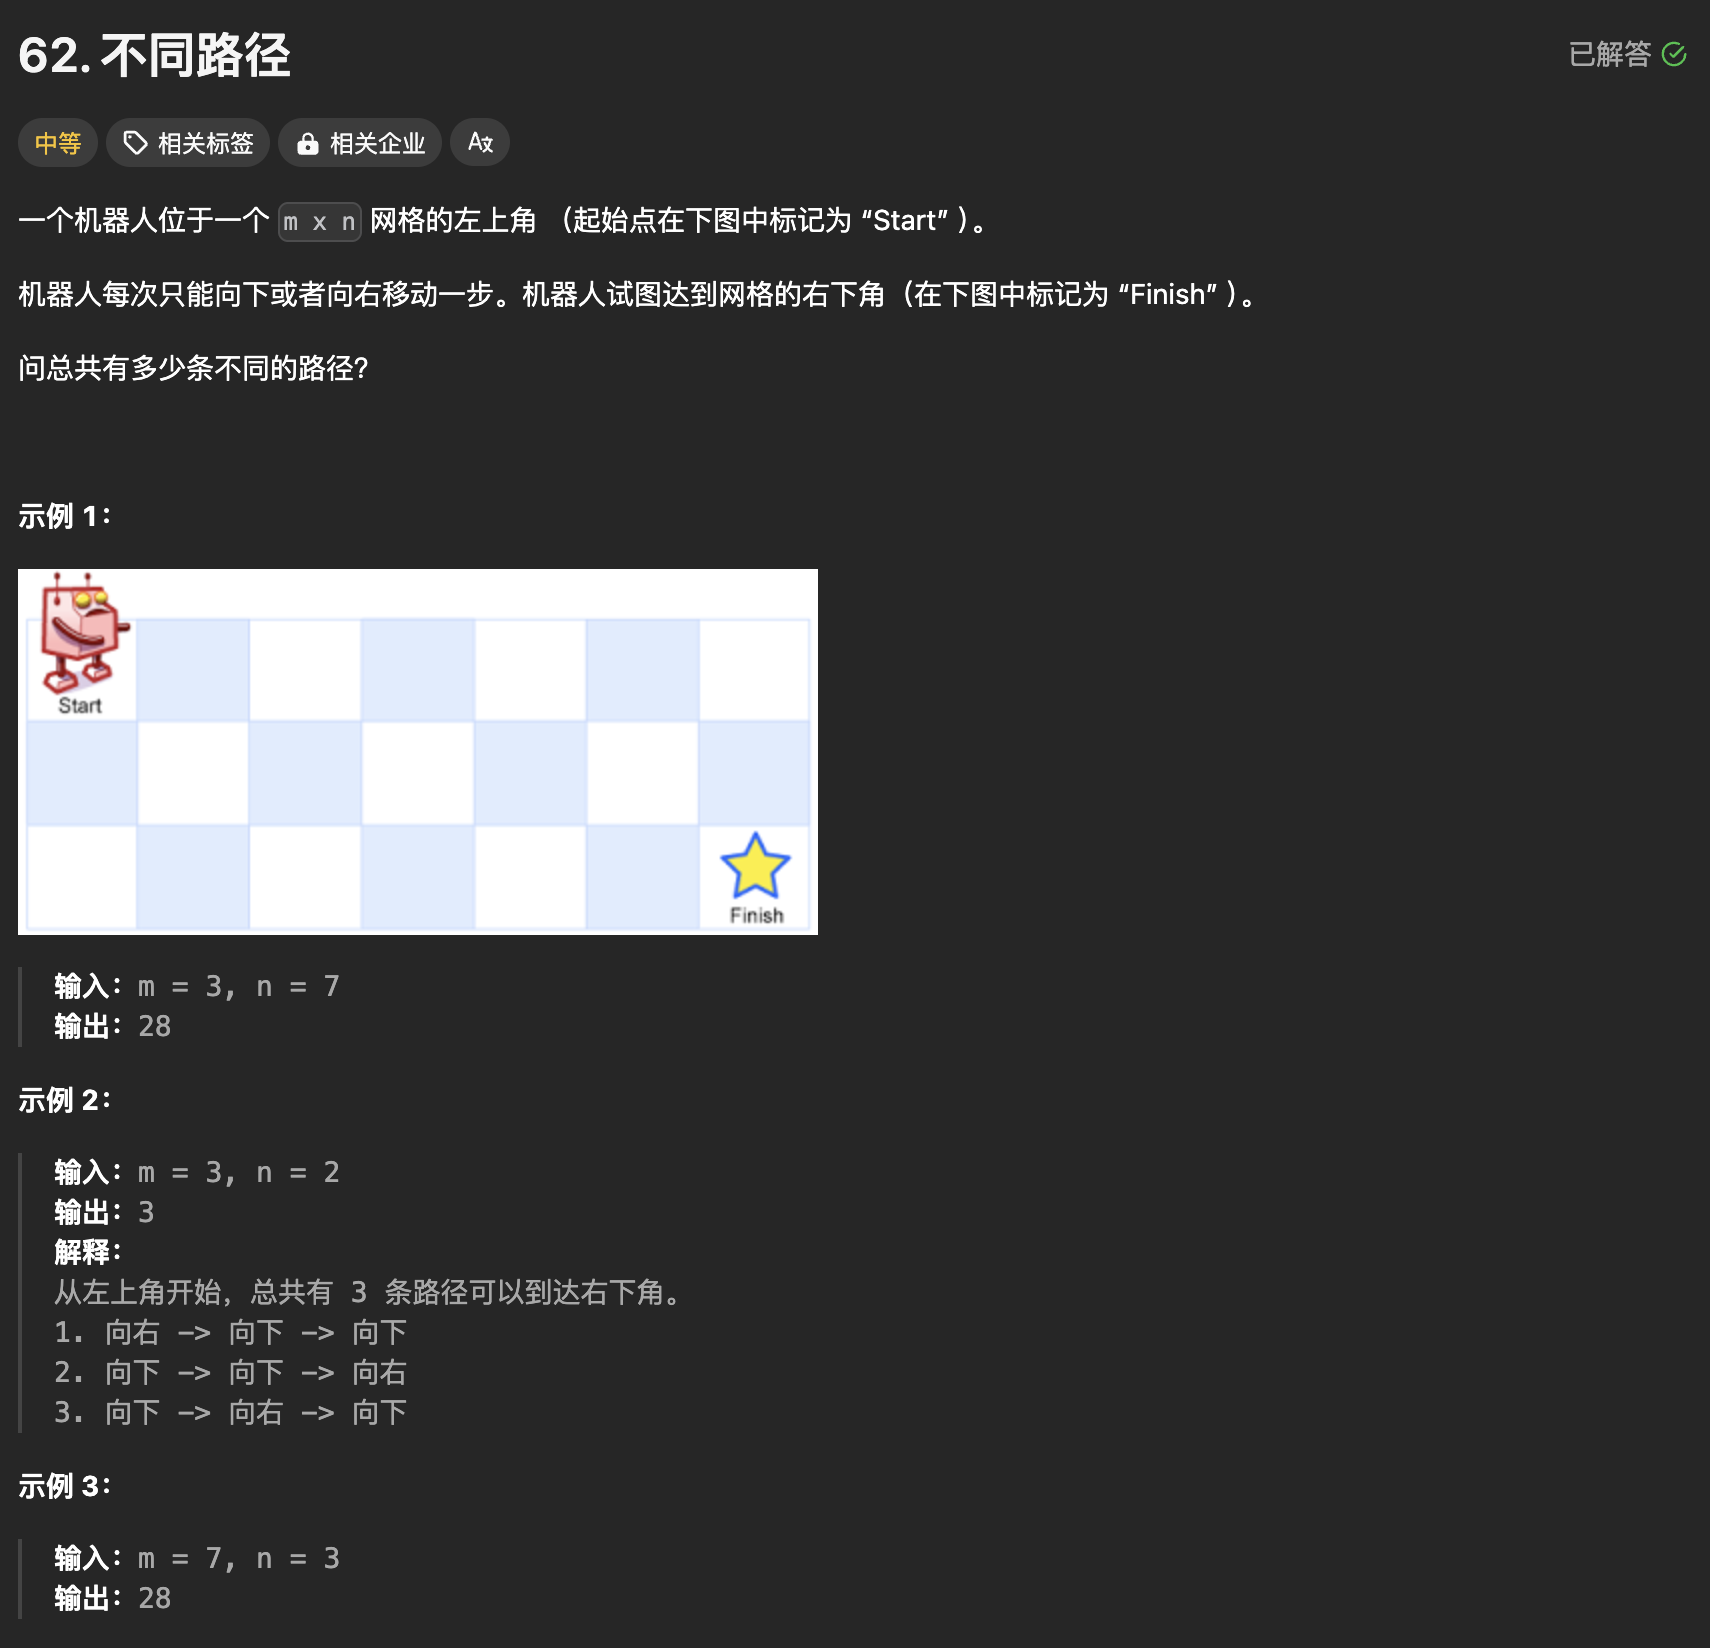 62. 不同路径
已解答
中等
相关标签
相关企业
A文
一个机器人位于一个 m x n 网格的左上角 （起始点在下图中标记为 “Start” ）。
机器人每次只能向下或者向右移动一步。机器人试图达到网格的右下角（在下图中标记为 “Finish” ）。
问总共有多少条不同的路径？
示例 1：
Start
Finish
输入：m = 3, n = 7
输出：28
示例 2：
输入：m = 3, n = 2
输出：3
解释：
从左上角开始，总共有 3 条路径可以到达右下角。
1. 向右 -> 向下 -> 向下
2. 向下 -> 向下 -> 向右
3. 向下 -> 向右 -> 向下
示例 3：
输入：m = 7, n = 3
输出：28